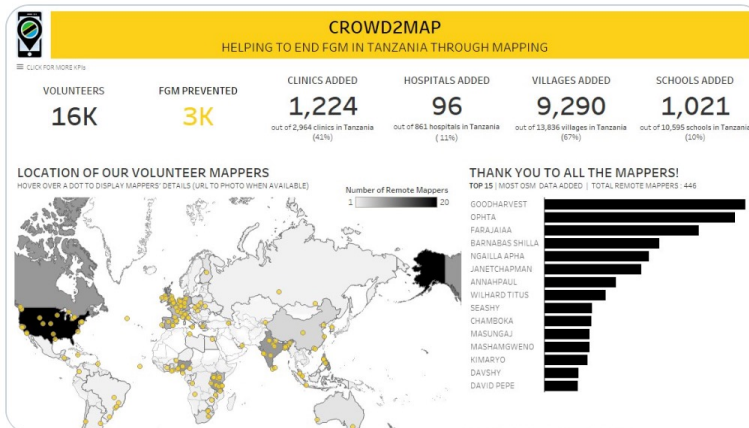 CROWD2MAP
HELPING TO END FGM IN TANZANIA THROUGH MAPPING
CLICK FOR MORE KPIs
VOLUNTEERS
16K
FGM PREVENTED
3K
CLINICS ADDED
1,224
out of 2,964 clinics in Tanzania
(41%)
HOSPITALS ADDED
96
out of 861 hospitals in Tanzania
( 11%)
VILLAGES ADDED
9,290
out of 13,836 villages in Tanzania
(67%)
SCHOOLS ADDED
1,021
out of 10,595 schools in Tanzania
(10%)
LOCATION OF OUR VOLUNTEER MAPPERS
HOVER OVER A DOT TO DISPLAY MAPPERS' DETAILS (URL TO PHOTO WHEN AVAILABLE)
Number of Remote Mappers
1 20
THANK YOU TO ALL THE MAPPERS!
TOP 15 | MOST OSM DATA ADDED | TOTAL REMOTE MAPPERS : 446
GOODHARVEST
OPHTA
FARAJAIAA
BARNABAS SHILLA
NGAILLA APHA
JANETCHAPMAN
ANNAHPAUL
WILHARD TITUS
SEASHY
CHAMBOKA
MASUNGAJ
MASHAMGWENO
KIMARYO
DAVSHY
DAVID PEPE